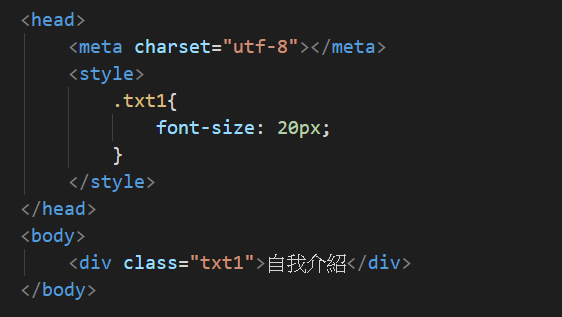 <head>
    <meta charset="utf-8"></meta>
    <style>
        .txt1{
            font-size: 20px;
        }
    </style>
</head>
<body>
    <div class="txt1">自我介紹</div>
</body>